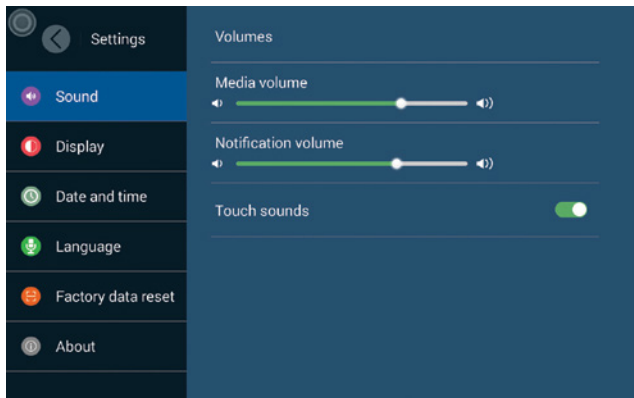 Settings
Sound
Display
Date and time
Language
Factory data reset
About
Volumes
Media volume
Notification volume
Touch sounds